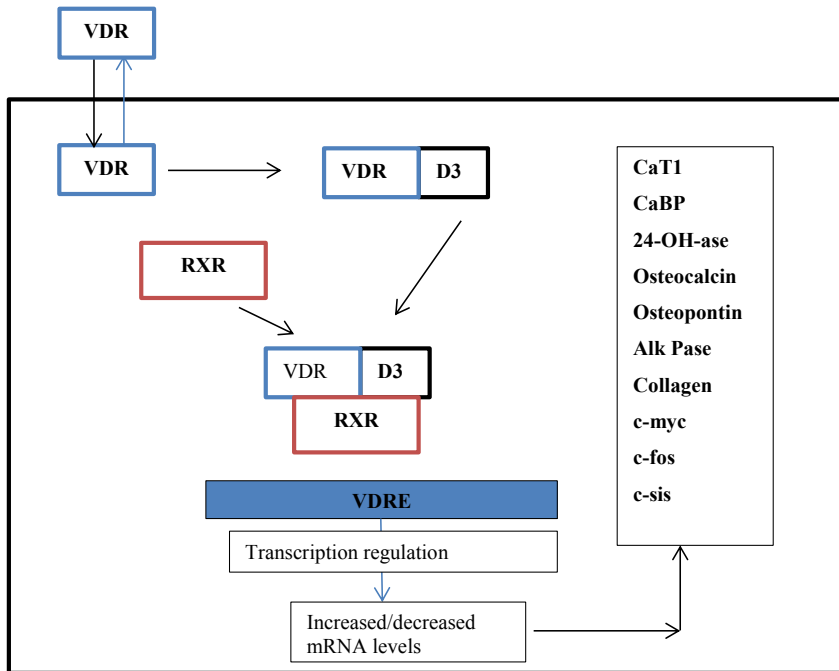 VDR
VDR
VDR
D3
RXR
VDR
D3
RXR
VDRE
Transcription regulation
Increased/decreased
mRNA levels
CaT1
CaBP
24-OH-ase
Osteocalcin
Osteopontin
Alk Pase
Collagen
c-myc
c-fos
c-sis